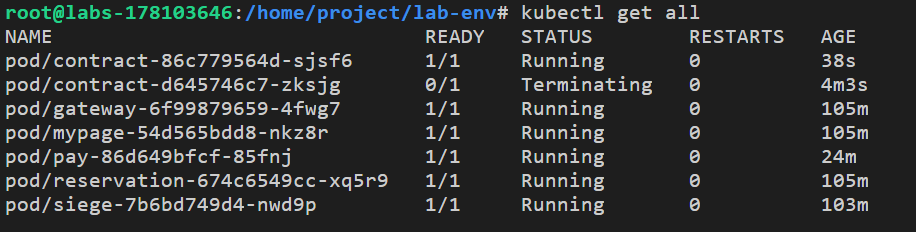 root@labs-178103646:/home/project/lab-env# kubectl get all
NAME READY STATUS RESTARTS AGE
pod/contract-86c779564d-sjsf6 1/1 Running 0 38s
pod/contract-d645746c7-zksjg 0/1 Terminating 0 4m3s
pod/gateway-6f99879659-4fwg7 1/1 Running 0 105m
pod/mypage-54d565bdd8-nkz8r 1/1 Running 0 105m
pod/pay-86d649bfcf-85fnj 1/1 Running 0 24m
pod/reservation-674c6549cc-xq5r9 1/1 Running 0 105m
pod/siege-7b6bd749d4-nwd9p 1/1 Running 0 103m